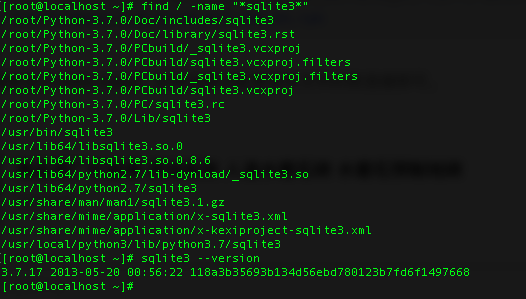 [root@localhost ~]# find / -name "*sqlite3*"
/root/Python-3.7.0/Doc/includes/sqlite3
/root/Python-3.7.0/Doc/library/sqlite3.rst
/root/Python-3.7.0/PCbuild/_sqlite3.vcxproj
/root/Python-3.7.0/PCbuild/sqlite3.vcxproj.filters
/root/Python-3.7.0/PCbuild/_sqlite3.vcxproj.filters
/root/Python-3.7.0/PCbuild/sqlite3.vcxproj
/root/Python-3.7.0/PC/sqlite3.rc
/root/Python-3.7.0/Lib/sqlite3
/usr/bin/sqlite3
/usr/lib64/libsqlite3.so.0
/usr/lib64/libsqlite3.so.0.8.6
/usr/lib64/python2.7/lib-dynload/_sqlite3.so
/usr/lib64/python2.7/sqlite3
/usr/share/man/man1/sqlite3.1.gz
/usr/share/mime/application/x-sqlite3.xml
/usr/share/mime/application/x-kexiproject-sqlite3.xml
/usr/local/python3/lib/python3.7/sqlite3
[root@localhost ~]# sqlite3 --version
3.7.17 2013-05-20 00:56:22 118a3b35693b134d56ebd780123b7fd6f1497668
[root@localhost ~]#